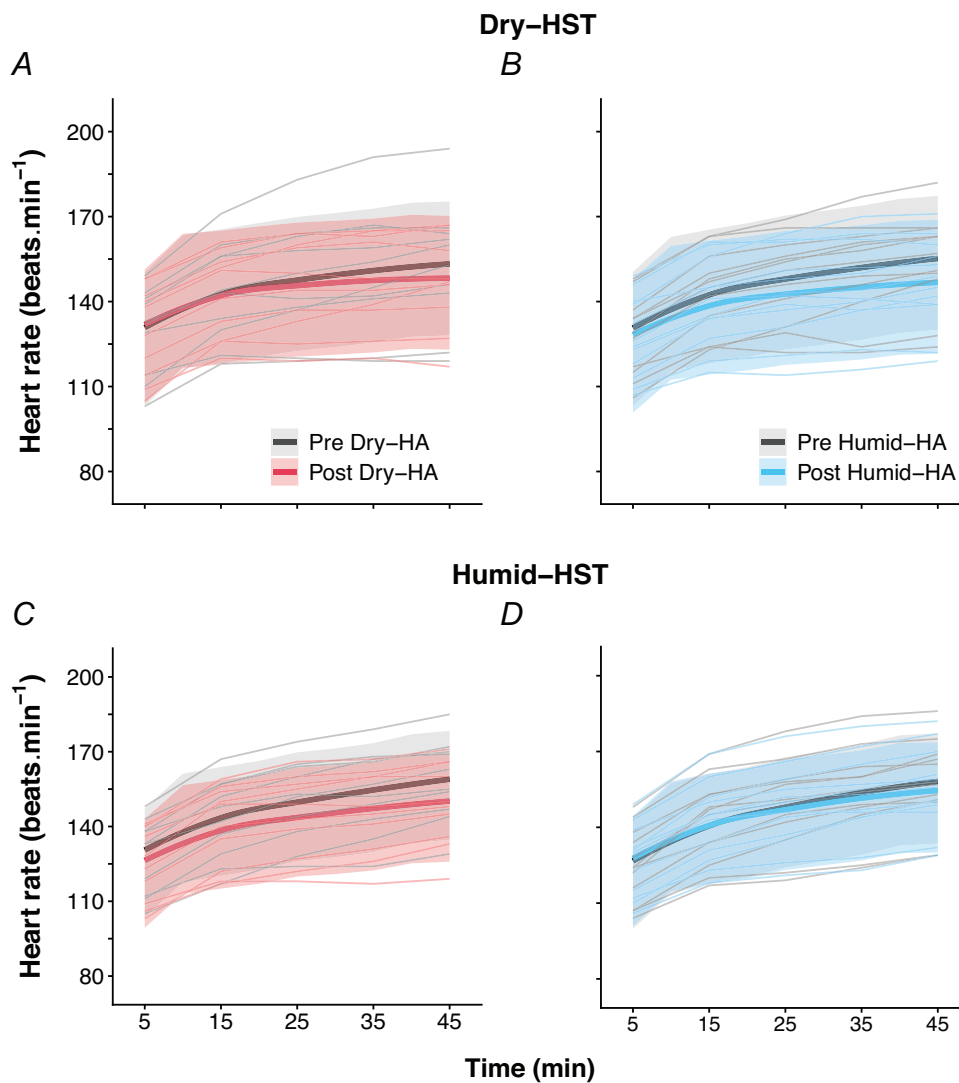 Dry–HST
A
B
Heart rate (beats.min⁻¹)
200
170
140
110
80
Pre Dry–HA
Post Dry–HA
Pre Humid–HA
Post Humid–HA
Humid–HST
C
D
Heart rate (beats.min⁻¹)
200
170
140
110
80
5 15 25 35 45
5 15 25 35 45
Time (min)